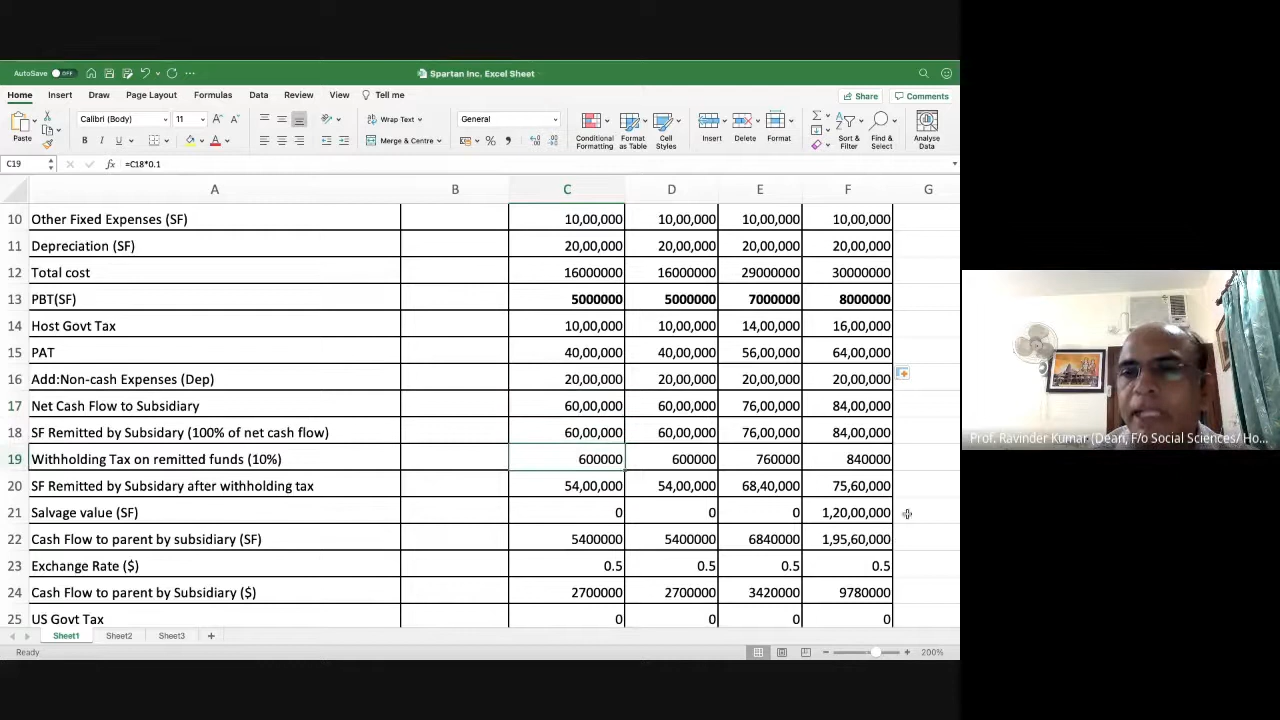 AutoSave OFF Spartan Inc. Excel Sheet
Home Insert Draw Page Layout Formulas Data Review View Tell me Share Comments
Paste Calibri (Body) 11 B I U Wrap Text Merge & Centre General Conditional Formatting Format as Table Cell Styles Insert Delete Format Sort & Filter Find & Select Analyse Data
C19 fx =C18*0.1
A B C D E F G
10 Other Fixed Expenses (SF) 10,00,000 10,00,000 10,00,000 10,00,000
11 Depreciation (SF) 20,00,000 20,00,000 20,00,000 20,00,000
12 Total cost 16000000 16000000 29000000 30000000
13 PBT(SF) 5000000 5000000 7000000 8000000
14 Host Govt Tax 10,00,000 10,00,000 14,00,000 16,00,000
15 PAT 40,00,000 40,00,000 56,00,000 64,00,000
16 Add:Non-cash Expenses (Dep) 20,00,000 20,00,000 20,00,000 20,00,000
17 Net Cash Flow to Subsidiary 60,00,000 60,00,000 76,00,000 84,00,000
18 SF Remitted by Subsidary (100% of net cash flow) 60,00,000 60,00,000 76,00,000 84,00,000
19 Withholding Tax on remitted funds (10%) 600000 600000 760000 840000
20 SF Remitted by Subsidary after withholding tax 54,00,000 54,00,000 68,40,000 75,60,000
21 Salvage value (SF) 0 0 0 1,20,00,000
22 Cash Flow to parent by subsidiary (SF) 5400000 5400000 6840000 1,95,60,000
23 Exchange Rate ($) 0.5 0.5 0.5 0.5
24 Cash Flow to parent by Subsidiary ($) 2700000 2700000 3420000 9780000
25 US Govt Tax 0 0 0 0
Sheet1 Sheet2 Sheet3 +
Ready 200%
Prof. Ravinder Kumar (Dean, F/o Social Sciences/ Ho...